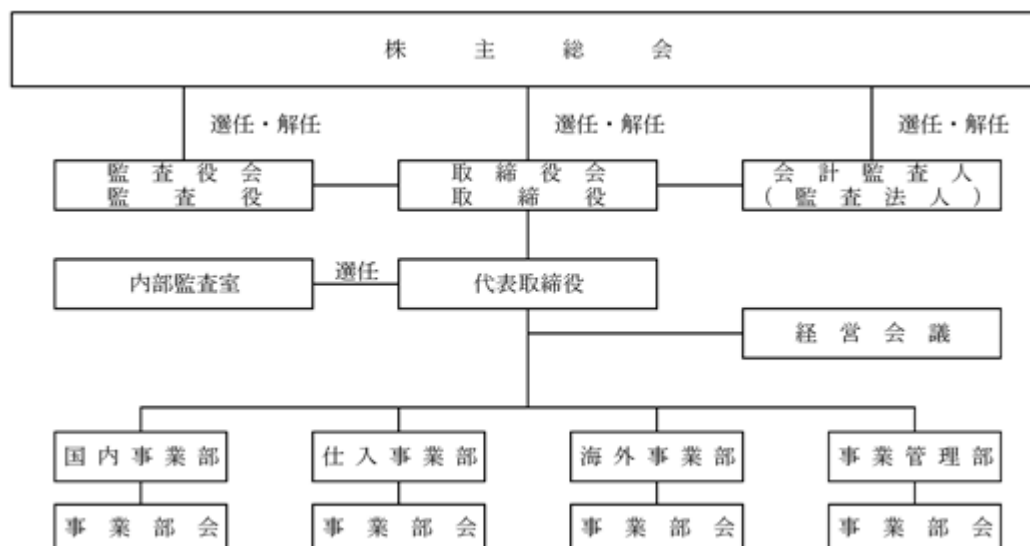 株主総会
選任・解任
選任・解任
選任・解任
監査役会
監査役
取締役会
取締役
会計監査人
(監査法人)
内部監査室
選任
代表取締役
経営会議
国内事業部
仕入事業部
海外事業部
事業管理部
事業部会
事業部会
事業部会
事業部会